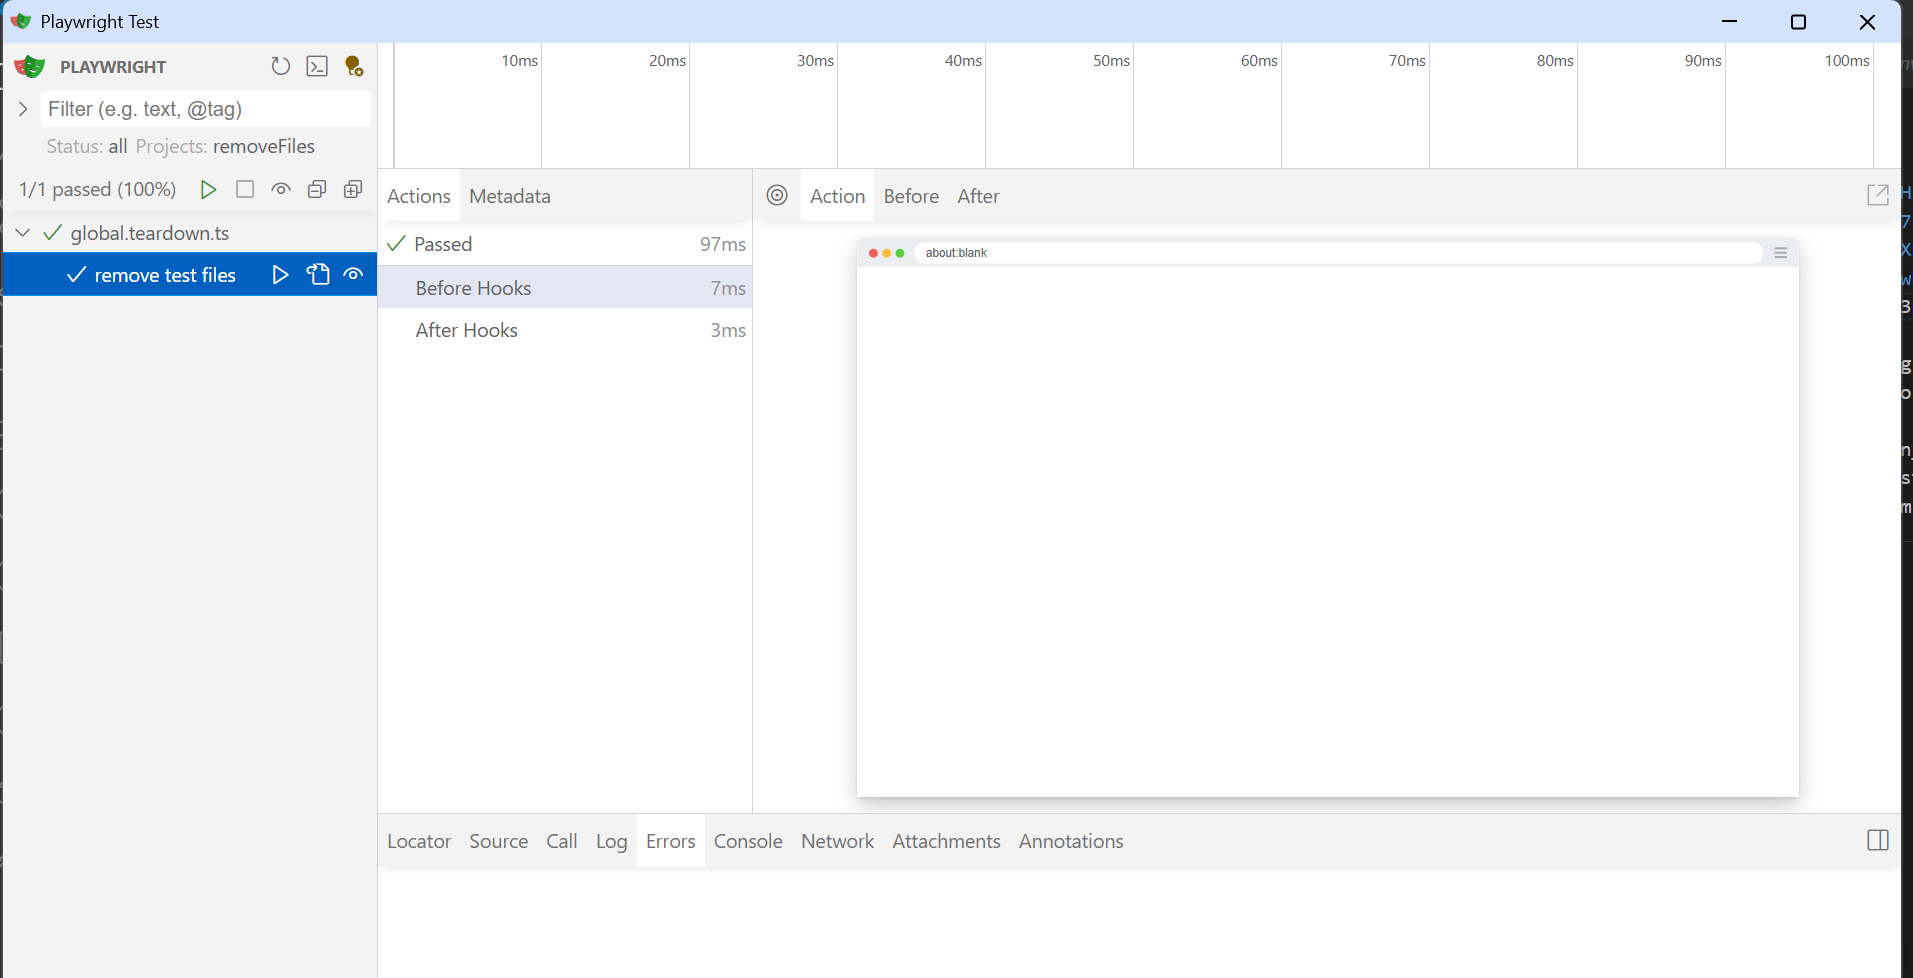 Playwright Test
PLAYWRIGHT
Filter (e.g. text, @tag)
Status: all Projects: removeFiles
1/1 passed (100%)
global.teardown.ts
remove test files
10ms 20ms 30ms 40ms 50ms 60ms 70ms 80ms 90ms 100ms
Actions Metadata
Passed 97ms
Before Hooks 7ms
After Hooks 3ms
Action Before After
about:blank
Locator Source Call Log Errors Console Network Attachments Annotations